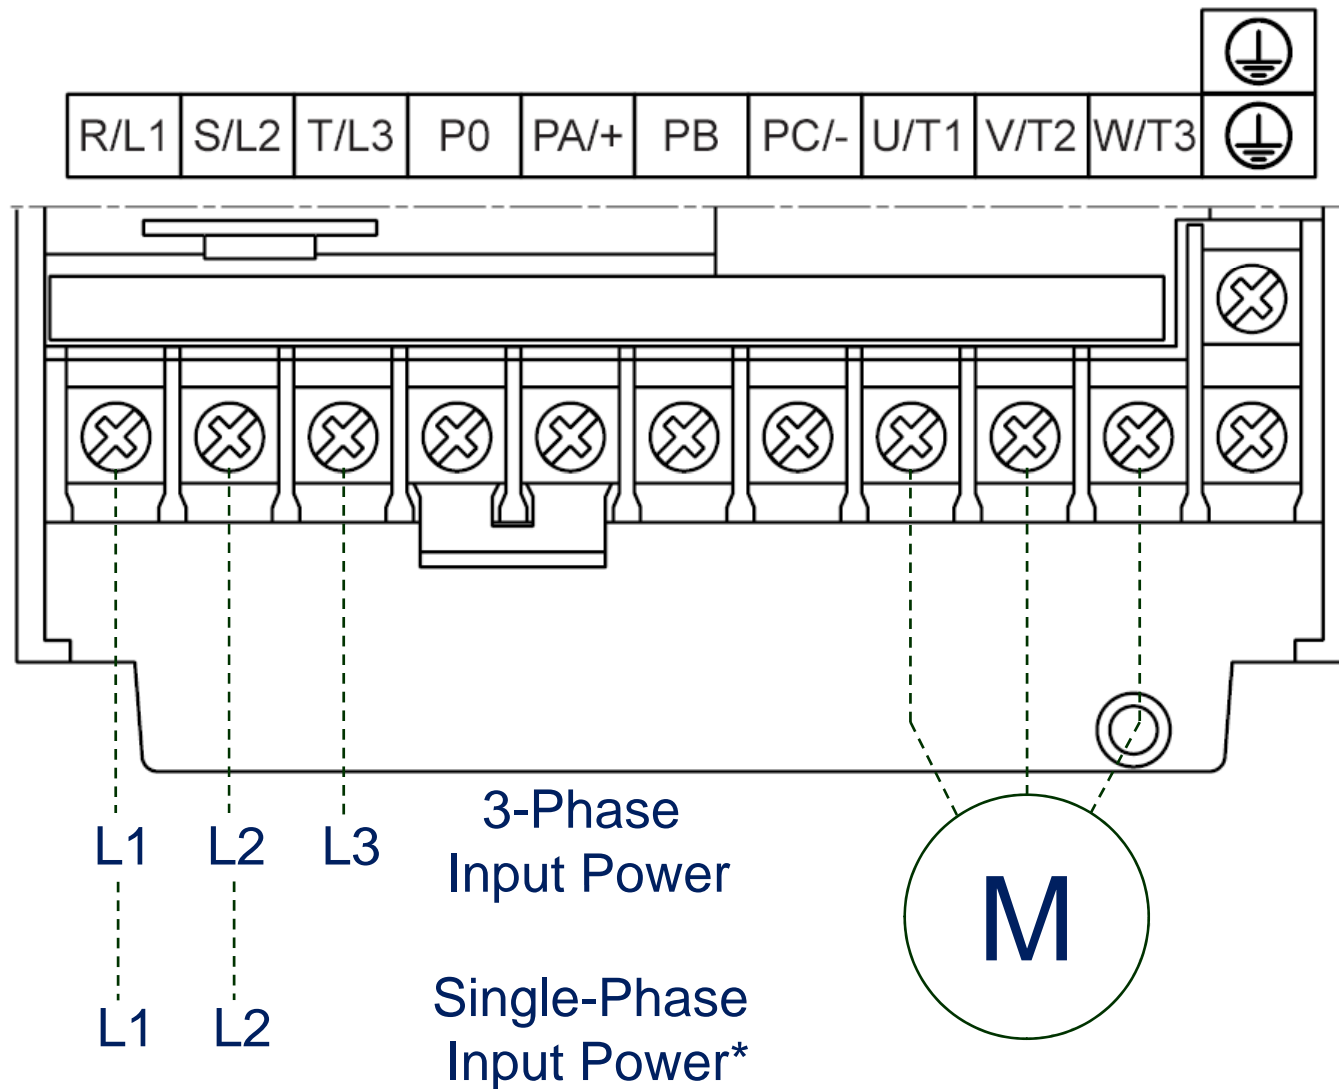 R/L1 S/L2 T/L3 P0 PA/+ PB PC/- U/T1 V/T2 W/T3
3-Phase
L1 L2 L3
Input Power
M
Single-Phase
L1 L2
Input Power*